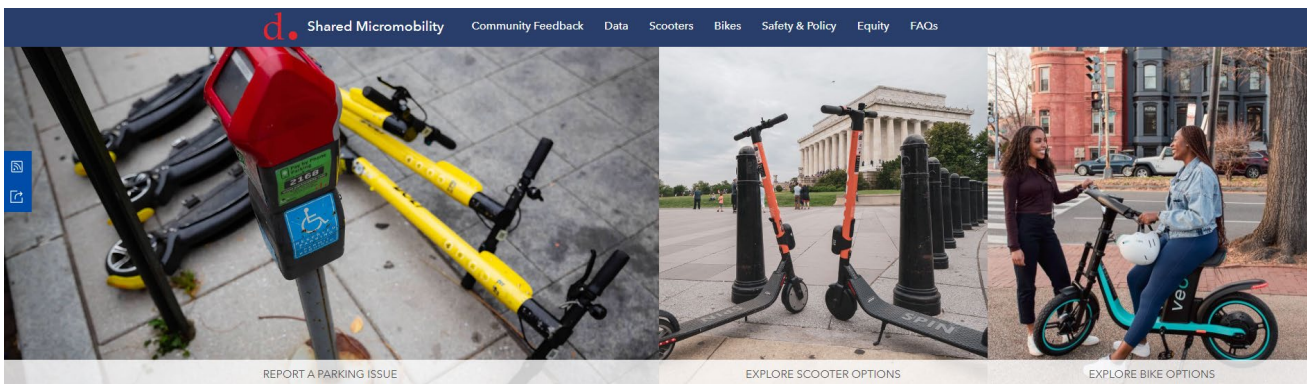 d. Shared Micromobility Community Feedback Data Scooters Bikes Safety & Policy Equity FAQs
2168
SPIN
veo
REPORT A PARKING ISSUE
EXPLORE SCOOTER OPTIONS
EXPLORE BIKE OPTIONS